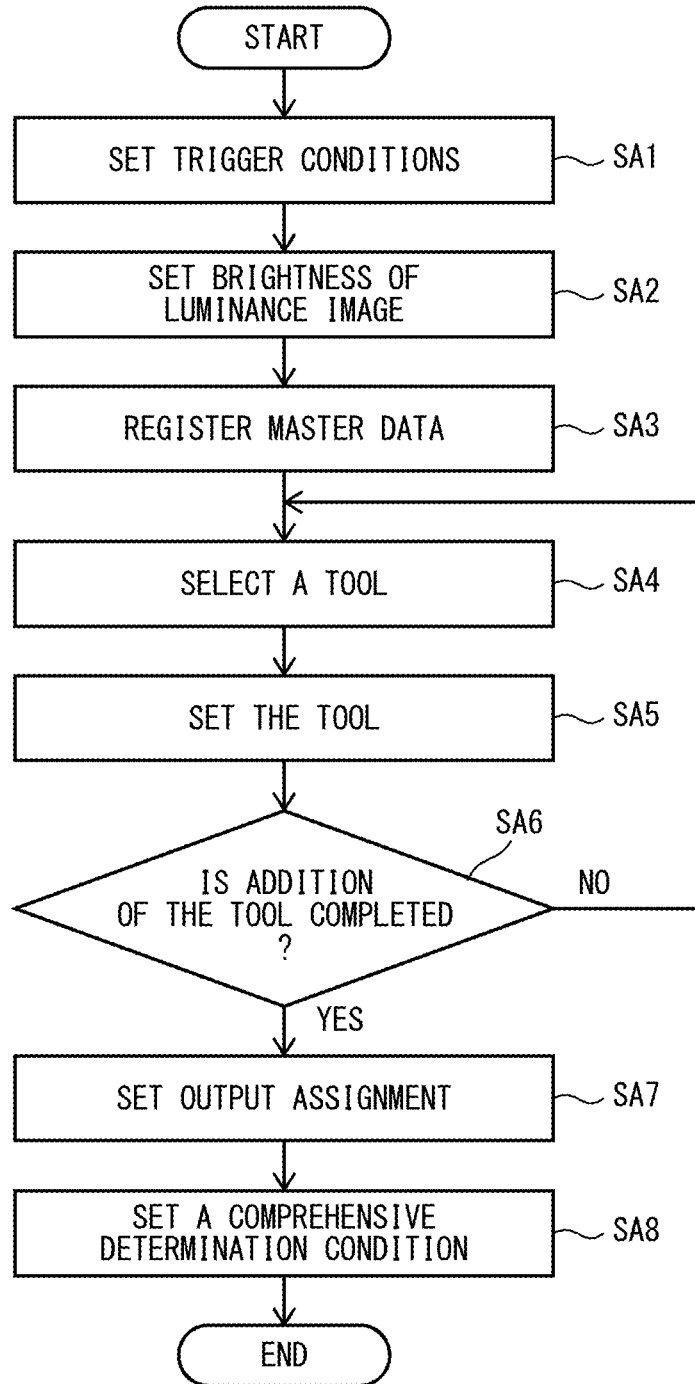 START
SET TRIGGER CONDITIONS
SA1
SET BRIGHTNESS OF
LUMINANCE IMAGE
SA2
REGISTER MASTER DATA
SA3
SELECT A TOOL
SA4
SET THE TOOL
SA5
SA6
IS ADDITION
OF THE TOOL COMPLETED
?
NO
YES
SET OUTPUT ASSIGNMENT
SA7
SET A COMPREHENSIVE
DETERMINATION CONDITION
SA8
END